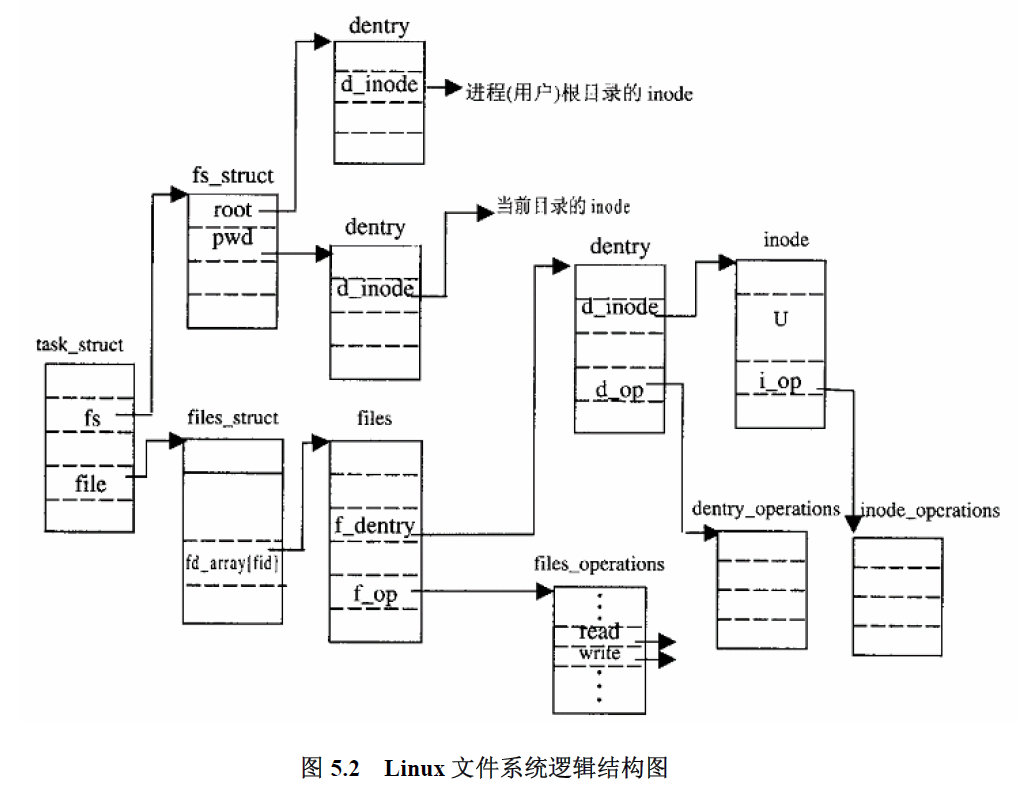 dentry
d_inode
进程(用户)根目录的 inode
fs_struct
root
pwd
dentry
d_inode
当前目录的 inode
dentry
d_inode
d_op
inode
U
i_op
task_struct
fs
file
files_struct
fd_array{fid}
files
f_dentry
f_op
dentry_operations
inode_operations
files_operations
read
write
图 5.2 Linux 文件系统逻辑结构图